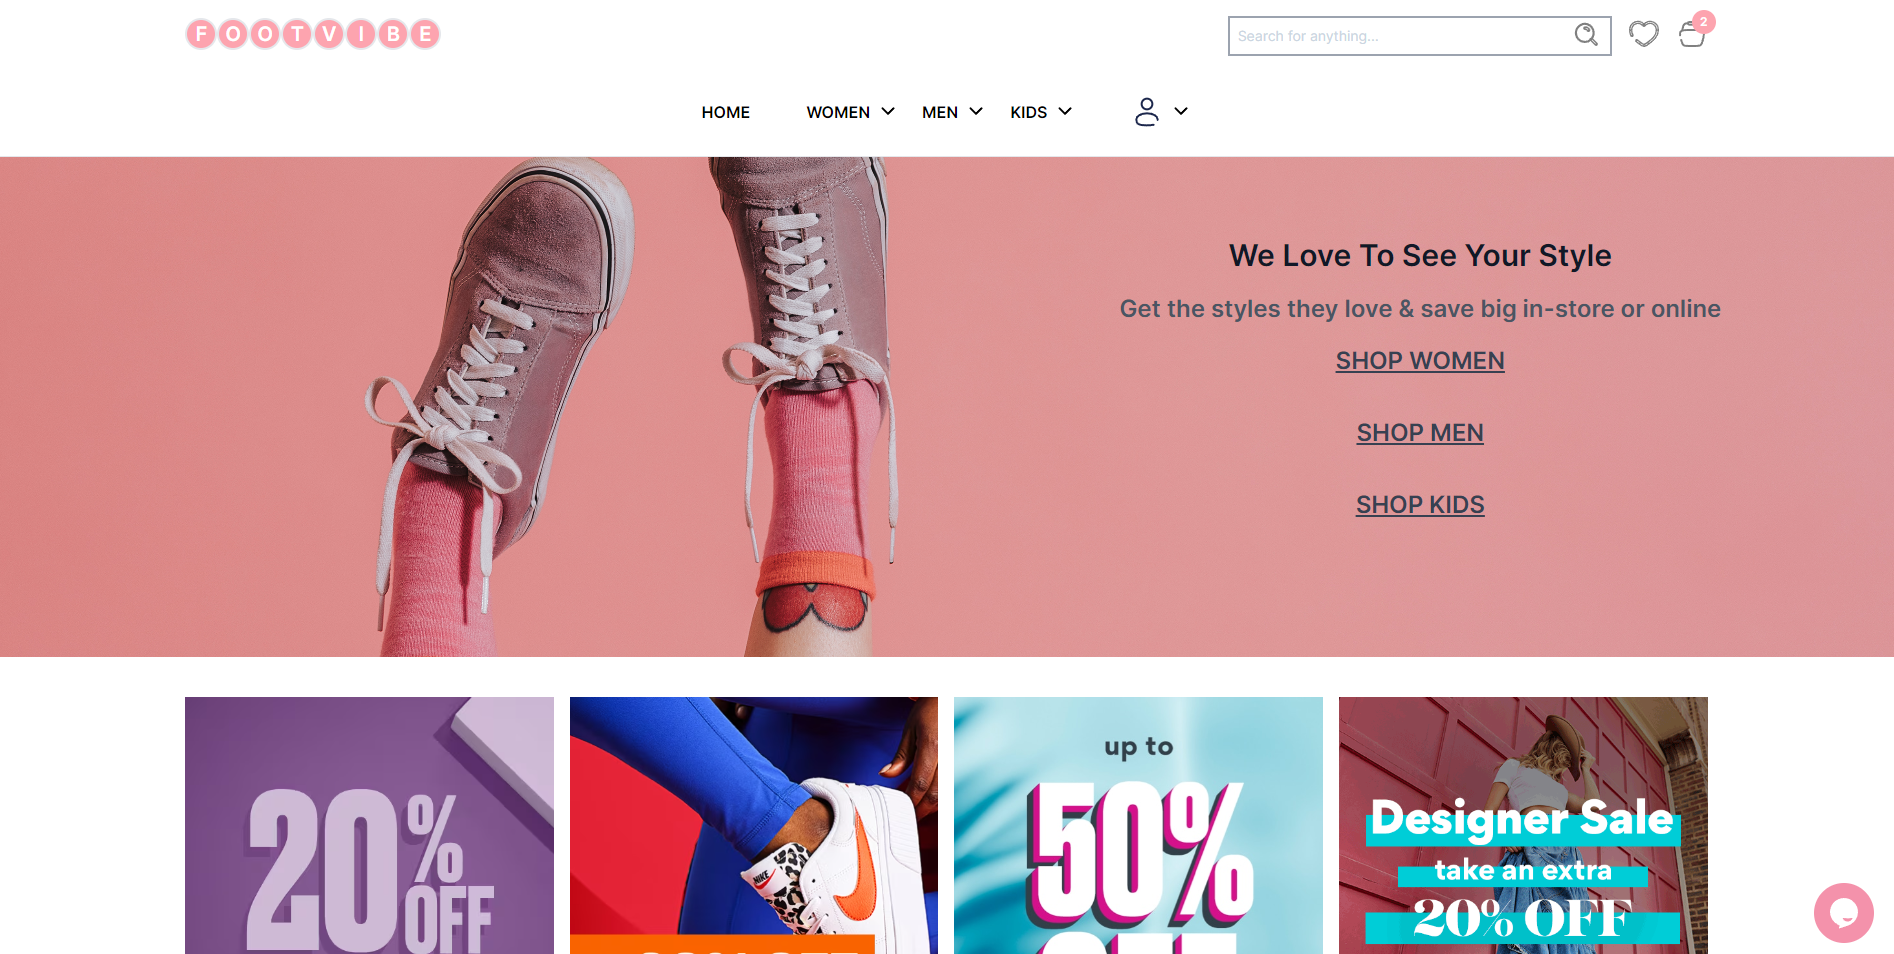 FOOTVIBE
Search for anything...
2
HOME
WOMEN
MEN
KIDS
We Love To See Your Style
Get the styles they love & save big in-store or online
SHOP WOMEN
SHOP MEN
SHOP KIDS
20% OFF
NIKE
up to
50%
Designer Sale
take an extra
20% OFF